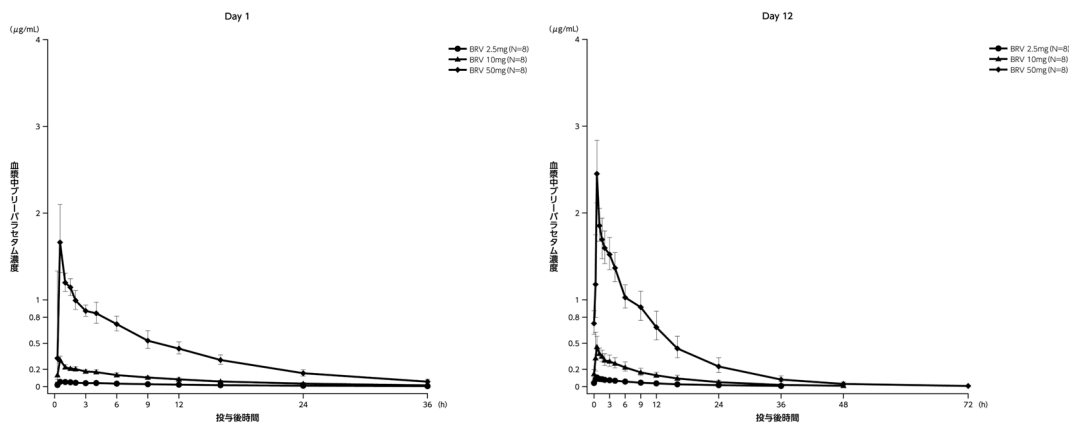 Day 1
(μg/mL)
4
3
2
1
0.8
0.5
0.2
0
血漿中ブリーバラセタム濃度
BRV 2.5mg(N=8)
BRV 10mg(N=8)
BRV 50mg(N=8)
0 3 6 9 12 24 36 (h)
投与後時間
Day 12
(μg/mL)
4
3
2
1
0.8
0.5
0.2
0
血漿中ブリーバラセタム濃度
BRV 2.5mg(N=8)
BRV 10mg(N=8)
BRV 50mg(N=8)
0 3 6 9 12 24 36 48 72 (h)
投与後時間